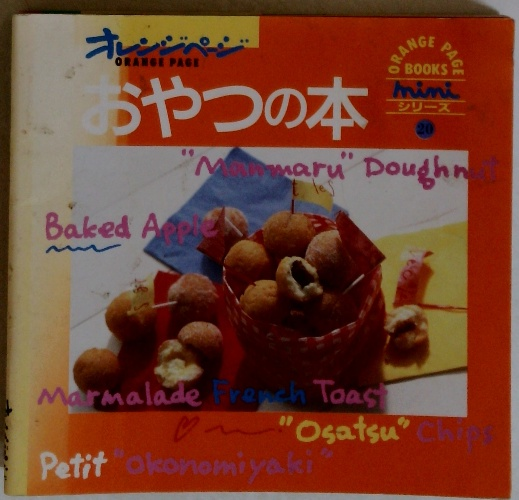 オレンジページ
ORANGE PAGE
ORANGE PAGE
BOOKS
mini
シリーズ
20
おやつの本
"Manmaru" Doughnut
Baked Apple
Marmalade French Toast
"Osatsu" Chips
Petit "Okonomiyaki"